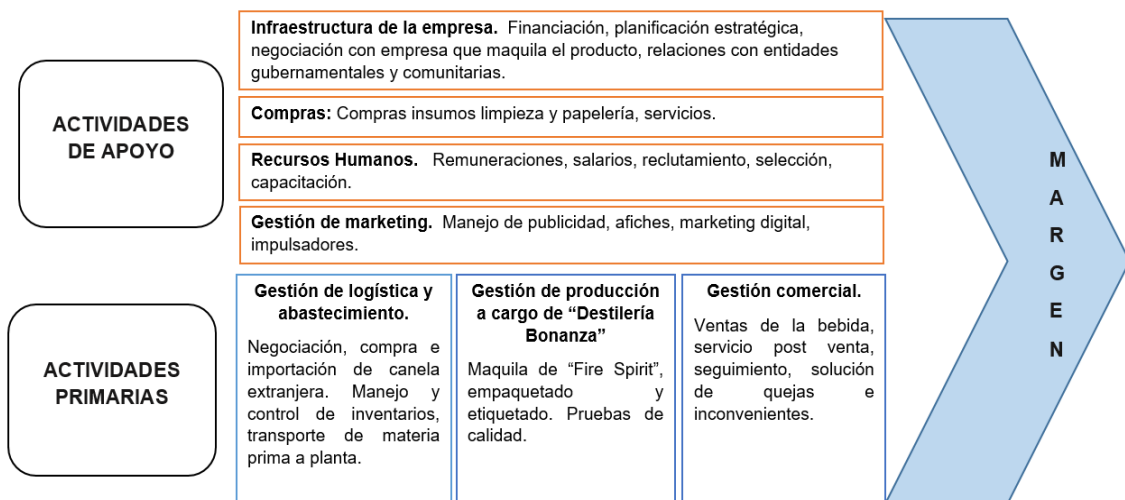 ACTIVIDADES
DE APOYO
Infraestructura de la empresa. Financiación, planificación estratégica,
negociación con empresa que maquila el producto, relaciones con entidades
gubernamentales y comunitarias.
Compras: Compras insumos limpieza y papelería, servicios.
Recursos Humanos. Remuneraciones, salarios, reclutamiento, selección,
capacitación.
Gestión de marketing. Manejo de publicidad, afiches, marketing digital,
impulsadores.
ACTIVIDADES
PRIMARIAS
Gestión de logística y
abastecimiento.
Negociación, compra e
importación de canela
extranjera. Manejo y
control de inventarios,
transporte de materia
prima a planta.
Gestión de producción
a cargo de “Destilería
Bonanza”
Maquila de “Fire Spirit”,
empaquetado y
etiquetado. Pruebas de
calidad.
Gestión comercial.
Ventas de la bebida,
servicio post venta,
seguimiento, solución
de quejas e
inconvenientes.
M
A
R
G
E
N